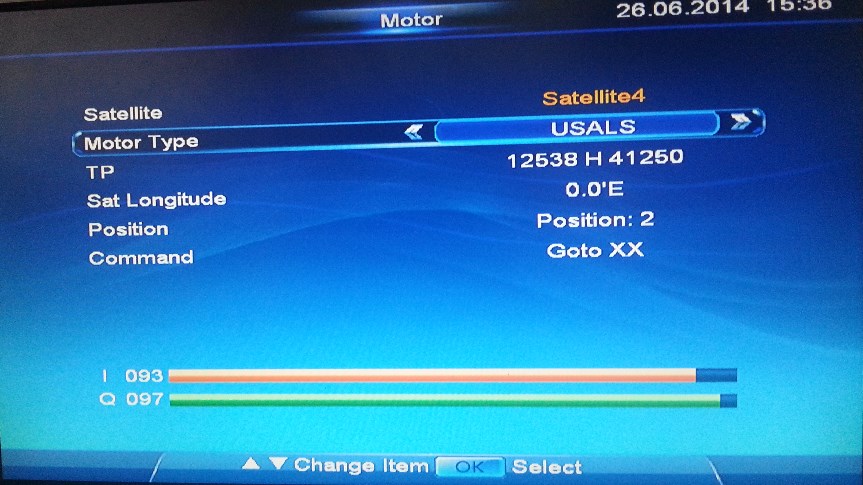 Motor 26.06.2014 15:36
Satellite Satellite4
Motor Type USALS
TP 12538 H 41250
Sat Longitude 0.0'E
Position Position: 2
Command Goto XX
I 093
Q 097
▲ ▼ Change Item OK Select